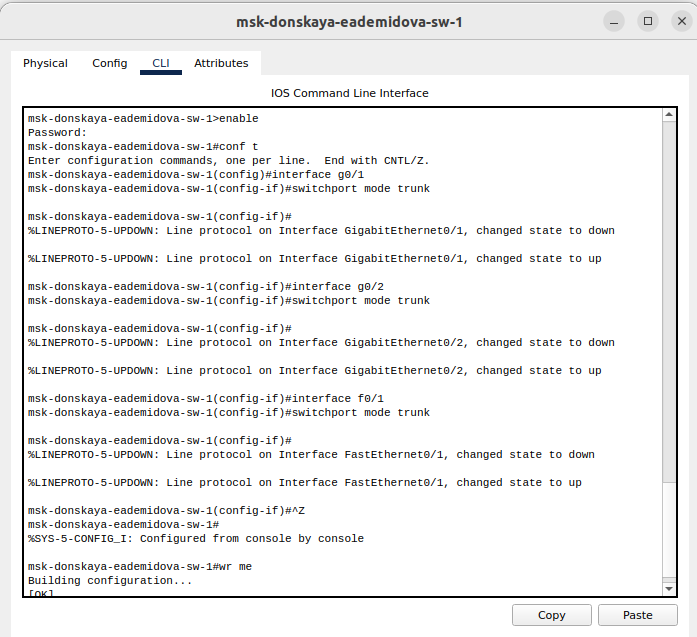 msk-donskaya-eademidova-sw-1
Physical Config CLI Attributes
IOS Command Line Interface
msk-donskaya-eademidova-sw-1>enable
Password:
msk-donskaya-eademidova-sw-1#conf t
Enter configuration commands, one per line.  End with CNTL/Z.
msk-donskaya-eademidova-sw-1(config)#interface g0/1
msk-donskaya-eademidova-sw-1(config-if)#switchport mode trunk
msk-donskaya-eademidova-sw-1(config-if)#
%LINEPROTO-5-UPDOWN: Line protocol on Interface GigabitEthernet0/1, changed state to down
%LINEPROTO-5-UPDOWN: Line protocol on Interface GigabitEthernet0/1, changed state to up
msk-donskaya-eademidova-sw-1(config-if)#interface g0/2
msk-donskaya-eademidova-sw-1(config-if)#switchport mode trunk
msk-donskaya-eademidova-sw-1(config-if)#
%LINEPROTO-5-UPDOWN: Line protocol on Interface GigabitEthernet0/2, changed state to down
%LINEPROTO-5-UPDOWN: Line protocol on Interface GigabitEthernet0/2, changed state to up
msk-donskaya-eademidova-sw-1(config-if)#interface f0/1
msk-donskaya-eademidova-sw-1(config-if)#switchport mode trunk
msk-donskaya-eademidova-sw-1(config-if)#
%LINEPROTO-5-UPDOWN: Line protocol on Interface FastEthernet0/1, changed state to down
%LINEPROTO-5-UPDOWN: Line protocol on Interface FastEthernet0/1, changed state to up
msk-donskaya-eademidova-sw-1(config-if)#^Z
msk-donskaya-eademidova-sw-1#
%SYS-5-CONFIG_I: Configured from console by console
msk-donskaya-eademidova-sw-1#wr me
Building configuration...
[OK]
Copy Paste